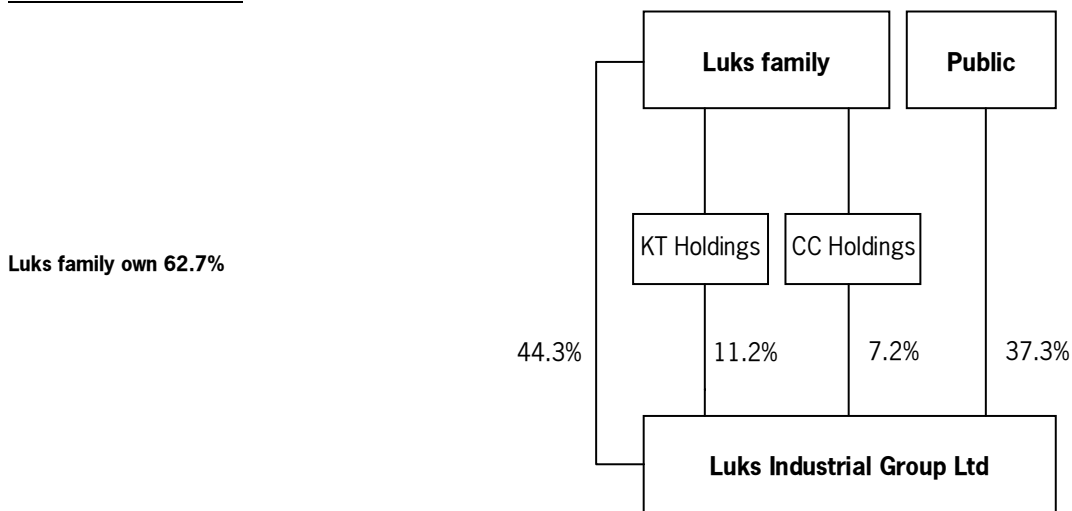 Luks family
Public
KT Holdings
CC Holdings
Luks family own 62.7%
44.3%
11.2%
7.2%
37.3%
Luks Industrial Group Ltd